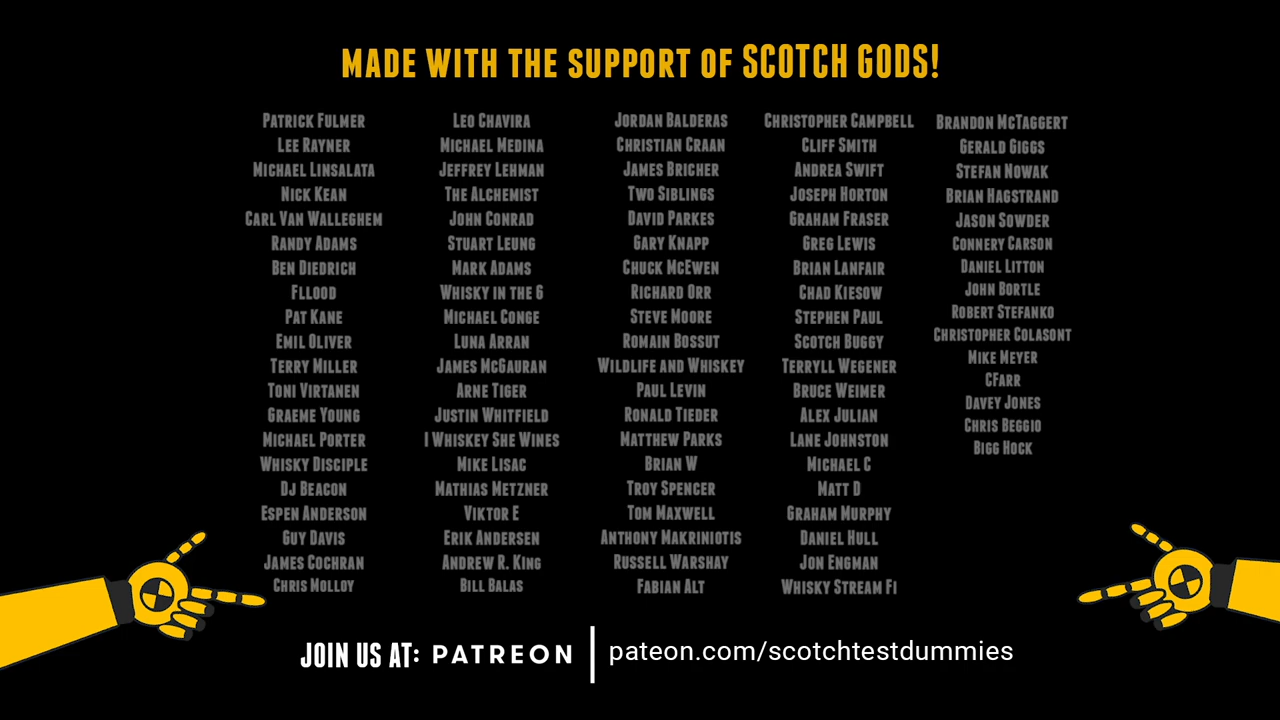 MADE WITH THE SUPPORT OF SCOTCH GODS!
PATRICK FULMER
LEE RAYNER
MICHAEL LINSALATA
NICK KEAN
CARL VAN WALLEGHEM
RANDY ADAMS
BEN DIEDRICH
FLLOOD
PAT KANE
EMIL OLIVER
TERRY MILLER
TONI VIRTANEN
GRAEME YOUNG
MICHAEL PORTER
WHISKY DISCIPLE
DJ BEACON
ESPEN ANDERSON
GUY DAVIS
JAMES COCHRAN
CHRIS MOLLOY
LEO CHAVIRA
MICHAEL MEDINA
JEFFREY LEHMAN
THE ALCHEMIST
JOHN CONRAD
STUART LEUNG
MARK ADAMS
WHISKY IN THE 6
MICHAEL CONGE
LUNA ARRAN
JAMES MCGAURAN
ARNE TIGER
JUSTIN WHITFIELD
I WHISKEY SHE WINES
MIKE LISAC
MATHIAS METZNER
VIKTOR E
ERIK ANDERSEN
ANDREW R. KING
BILL BALAS
JORDAN BALDERAS
CHRISTIAN CRAAN
JAMES BRICHER
TWO SIBLINGS
DAVID PARKES
GARY KNAPP
CHUCK MCEWEN
RICHARD ORR
STEVE MOORE
ROMAIN BOSSUT
WILDLIFE AND WHISKEY
PAUL LEVIN
RONALD TIEDER
MATTHEW PARKS
BRIAN W
TROY SPENCER
TOM MAXWELL
ANTHONY MAKRINIOTIS
RUSSELL WARSHAY
FABIAN ALT
CHRISTOPHER CAMPBELL
CLIFF SMITH
ANDREA SWIFT
JOSEPH HORTON
GRAHAM FRASER
GREG LEWIS
BRIAN LANFAIR
CHAD KIESOW
STEPHEN PAUL
SCOTCH BUGGY
TERRYLL WEGENER
BRUCE WEIMER
ALEX JULIAN
LANE JOHNSTON
MICHAEL C
MATT D
GRAHAM MURPHY
DANIEL HULL
JON ENGMAN
WHISKY STREAM FI
BRANDON MCTAGGERT
GERALD GIGGS
STEFAN NOWAK
BRIAN HAGSTRAND
JASON SOWDER
CONNERY CARSON
DANIEL LITTON
JOHN BORTLE
ROBERT STEFANKO
CHRISTOPHER COLASONT
MIKE MEYER
CFARR
DAVEY JONES
CHRIS BEGGIO
BIGG HOCK
JOIN US AT: PATREON | pateon.com/scotchtestdummies